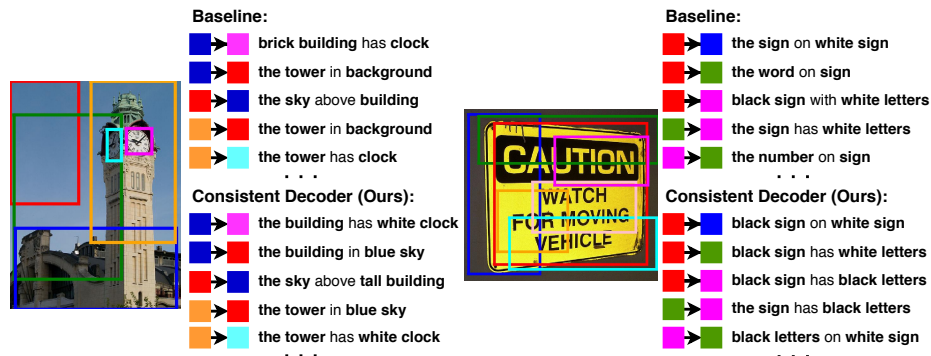 Baseline:
brick building has clock
the tower in background
the sky above building
the tower in background
the tower has clock
. . .
Consistent Decoder (Ours):
the building has white clock
the building in blue sky
the sky above tall building
the tower in blue sky
the tower has white clock
. . .
CAUTION
WATCH
FOR MOVING
VEHICLE
Baseline:
the sign on white sign
the word on sign
black sign with white letters
the sign has white letters
the number on sign
. . .
Consistent Decoder (Ours):
black sign on white sign
black sign has white letters
black sign has black letters
the sign has black letters
black letters on white sign
. . .